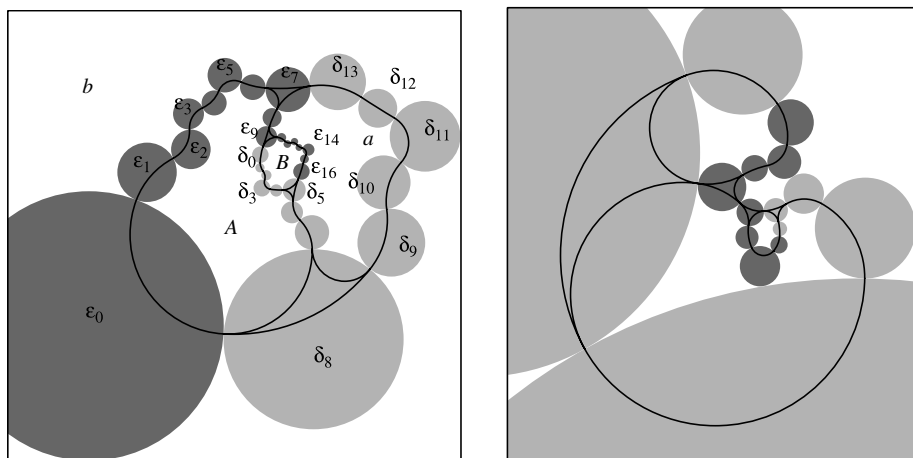 ε5 ε7 δ13
b δ12
ε3 a δ11
ε9 ε14
ε2 δ0 B
ε1 ε16 δ10
δ3 δ5
A δ9
ε0
δ8